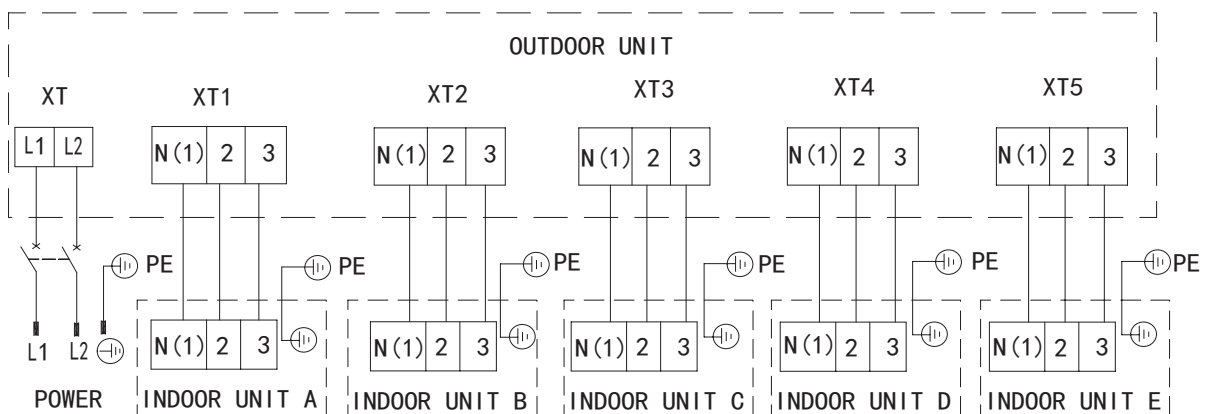 OUTDOOR UNIT
XT XT1 XT2 XT3 XT4 XT5
L1 L2 N(1) 2 3 N(1) 2 3 N(1) 2 3 N(1) 2 3 N(1) 2 3
PE PE PE PE PE PE
L1 L2 N(1) 2 3 N(1) 2 3 N(1) 2 3 N(1) 2 3 N(1) 2 3
POWER INDOOR UNIT A INDOOR UNIT B INDOOR UNIT C INDOOR UNIT D INDOOR UNIT E